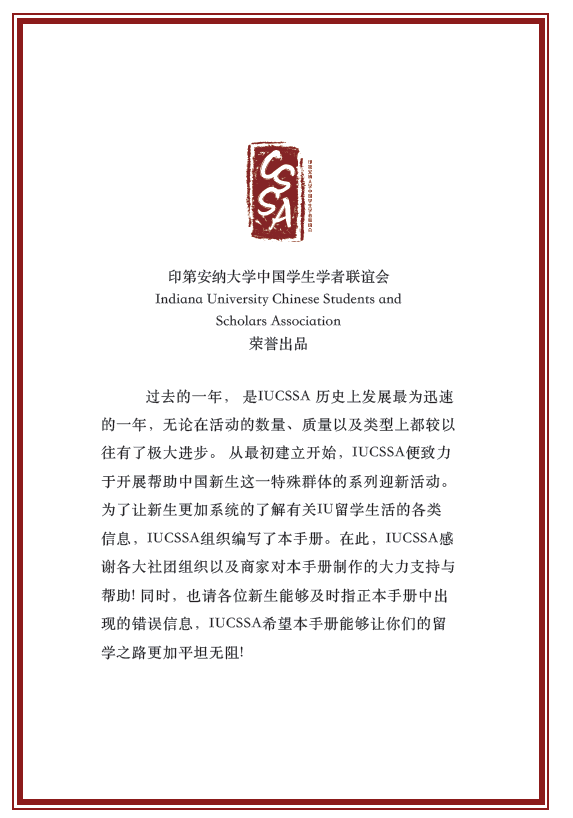 CSSA
印第安纳大学中国学生学者联谊会
印第安纳大学中国学生学者联谊会
Indiana University Chinese Students and
Scholars Association
荣誉出品
过去的一年， 是IUCSSA 历史上发展最为迅速
的一年，无论在活动的数量、质量以及类型上都较以
往有了极大进步。 从最初建立开始，IUCSSA便致力
于开展帮助中国新生这一特殊群体的系列迎新活动。
为了让新生更加系统的了解有关IU留学生活的各类
信息，IUCSSA组织编写了本手册。在此，IUCSSA感
谢各大社团组织以及商家对本手册制作的大力支持与
帮助! 同时，也请各位新生能够及时指正本手册中出
现的错误信息，IUCSSA希望本手册能够让你们的留
学之路更加平坦无阻!